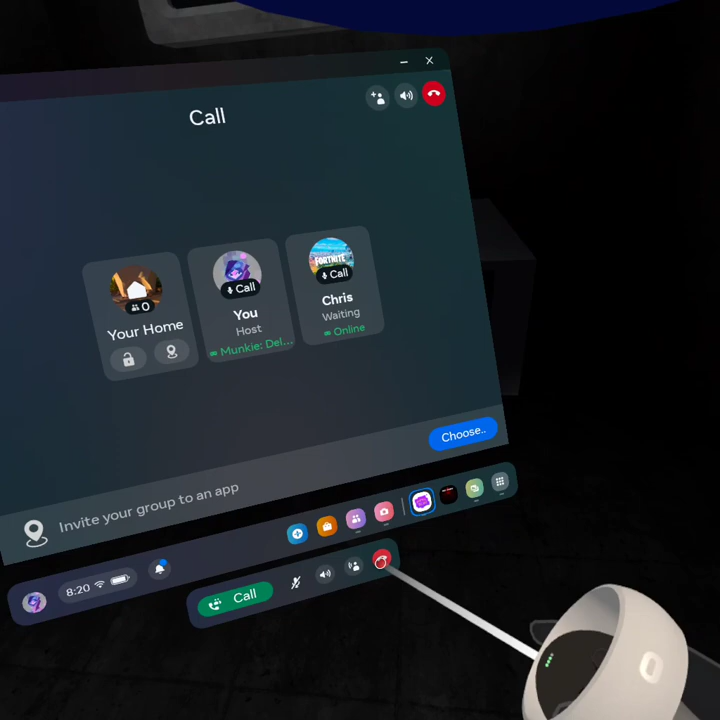 Call
0
Your Home
Call
You
Host
Munkie: Del...
FORTNITE
Call
Chris
Waiting
Online
Choose..
Invite your group to an app
8:20
Call